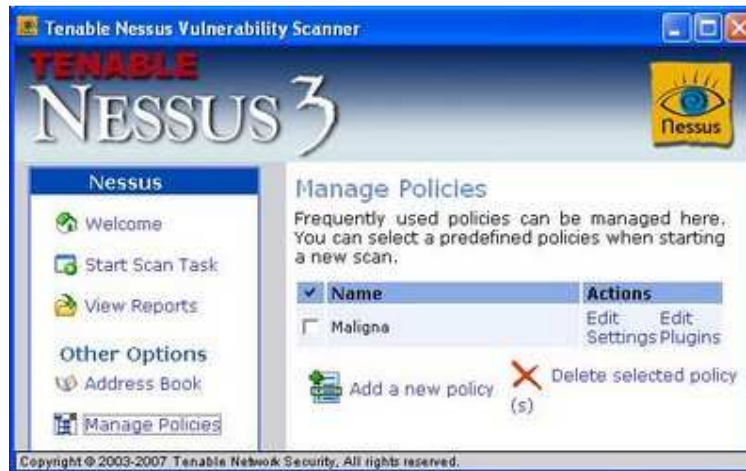 Tenable Nessus Vulnerability Scanner
TENABLE
NESSUS 3
nessus
Nessus
Welcome
Start Scan Task
View Reports
Other Options
Address Book
Manage Policies
Manage Policies
Frequently used policies can be managed here.
You can select a predefined policies when starting
a new scan.
Name Actions
Maligna Edit Settings Edit Plugins
Add a new policy
Delete selected policy
(s)
Copyright © 2003-2007 Tenable Network Security, All rights reserved.